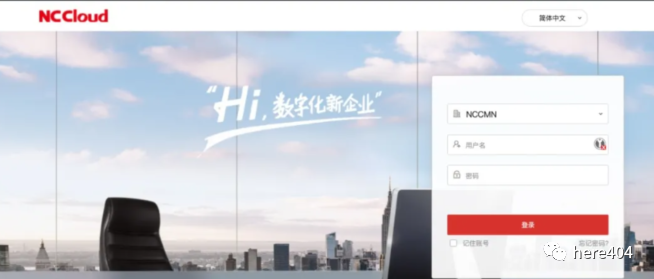 NCCloud
简体中文
“Hi,数字化新企业”
NCCMN
用户名
密码
登录
记住账号
忘记密码?
here404